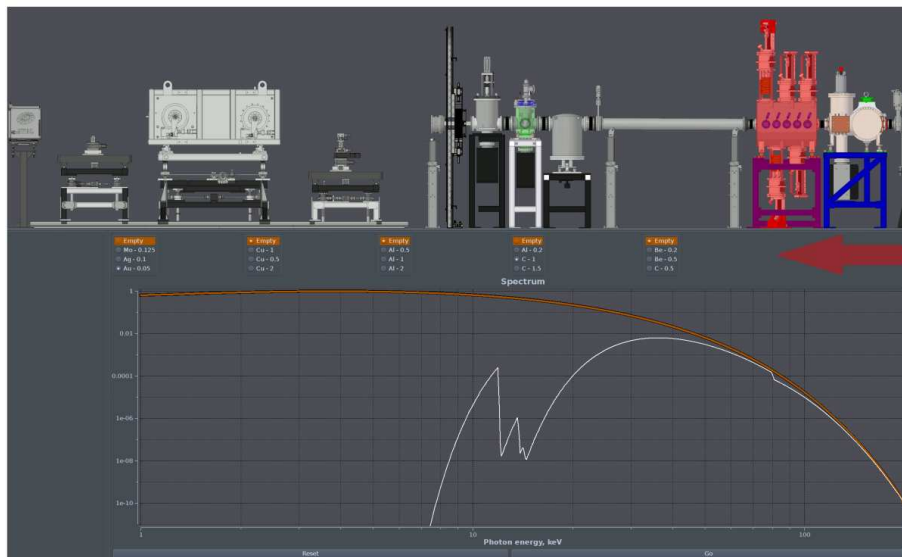 Empty
Mo - 0.125
Ag - 0.1
Au - 0.05
Empty
Cu - 1
Cu - 0.5
Cu - 2
Empty
Al - 0.5
Al - 1
Al - 2
Empty
Al - 0.2
C - 1
C - 1.5
Empty
Be - 0.2
Be - 0.5
C - 0.5
Spectrum
1
0.01
0.0001
1e-06
1e-08
1e-10
1
10
100
Photon energy, keV
Reset
Go